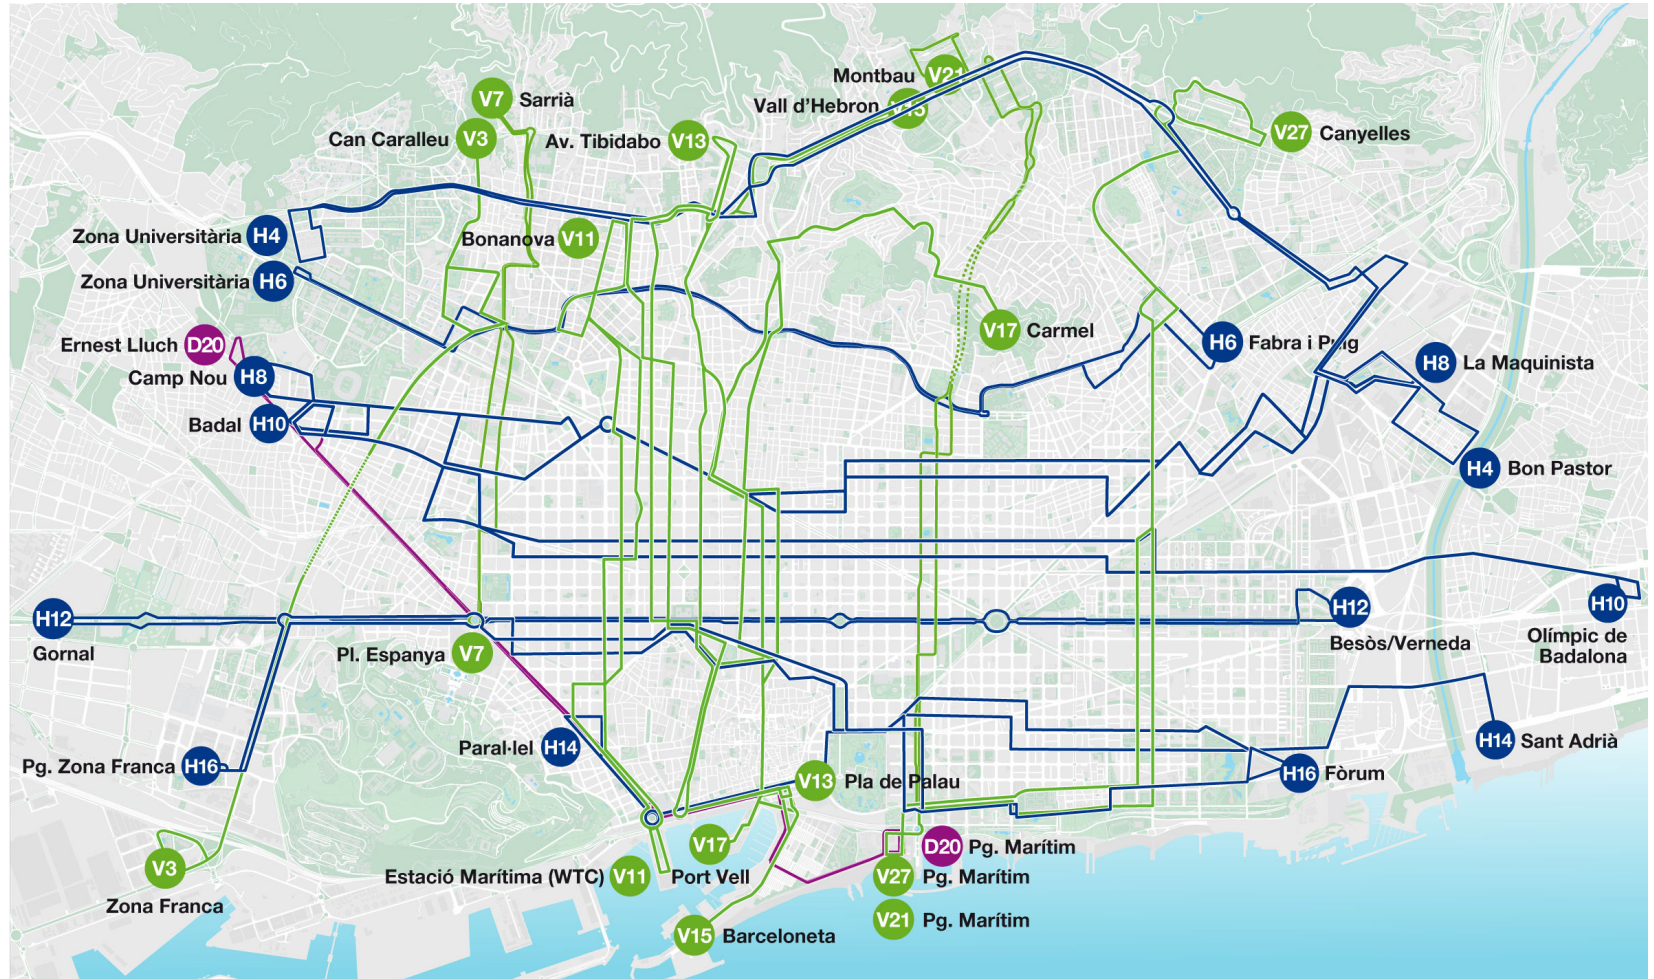 Montbau V21
V7 Sarrià
Vall d'Hebron V15
Can Caralleu V3
Av. Tibidabo V13
V27 Canyelles
Zona Universitària H4
Bonanova V11
Zona Universitària H6
V17 Carmel
H6 Fabra i Puig
Ernest Lluch D20
H8 La Maquinista
Camp Nou H8
Badal H10
H4 Bon Pastor
H12
Gornal
H12
Besòs/Verneda
H10
Olímpic de
Badalona
Pl. Espanya V7
Paral·lel H14
H14 Sant Adrià
Pg. Zona Franca H16
H16 Fòrum
V13 Pla de Palau
V17
Port Vell
D20 Pg. Marítim
V3
Zona Franca
Estació Marítima (WTC) V11
V27 Pg. Marítim
V21 Pg. Marítim
V15 Barceloneta